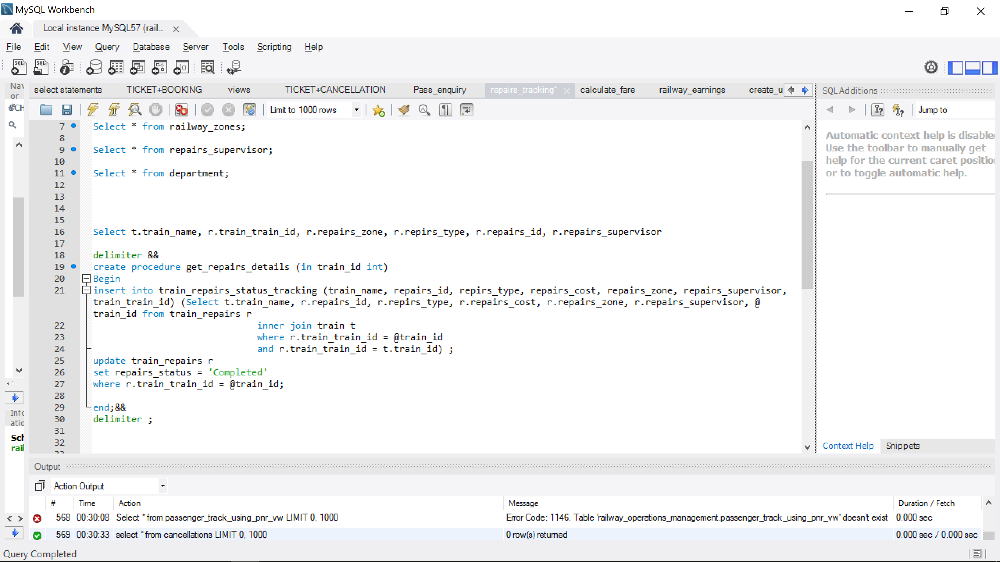 MySQL Workbench
Local instance MySQL57 (rail...
File Edit View Query Database Server Tools Scripting Help
Nav
or
select statements TICKET+BOOKING views TICKET+CANCELLATION Pass_enquiry repairs_tracking* calculate_fare railway_earnings create_u
SQLAdditions
Limit to 1000 rows
Jump to
7 Select * from railway_zones;
8
9 Select * from repairs_supervisor;
10
11 Select * from department;
12
13
14
15
16 Select t.train_name, r.train_train_id, r.repairs_zone, r.repirs_type, r.repairs_id, r.repairs_supervisor
17
18 delimiter &&
19 create procedure get_repairs_details (in train_id int)
20 Begin
21 insert into train_repairs_status_tracking (train_name, repairs_id, repirs_type, repairs_cost, repairs_zone, repairs_supervisor,
train_train_id) (Select t.train_name, r.repairs_id, r.repirs_type, r.repairs_cost, r.repairs_zone, r.repairs_supervisor, @
train_id from train_repairs r
22 inner join train t
23 where r.train_train_id = @train_id
24 and r.train_train_id = t.train_id) ;
25 update train_repairs r
26 set repairs_status = 'Completed'
27 where r.train_train_id = @train_id;
28
29 end;&&
30 delimiter ;
31
32
Automatic context help is disable
Use the toolbar to manually get
help for the current caret position
or to toggle automatic help.
Info
atic
Sch
rail
Context Help Snippets
Output
Action Output
# Time Action Message Duration / Fetch
568 00:30:08 Select * from passenger_track_using_pnr_vw LIMIT 0, 1000 Error Code: 1146. Table 'railway_operations_management.passenger_track_using_pnr_vw' doesn't exist 0.000 sec
569 00:30:33 select * from cancellations LIMIT 0, 1000 0 row(s) returned 0.000 sec / 0.000 sec
Query Completed